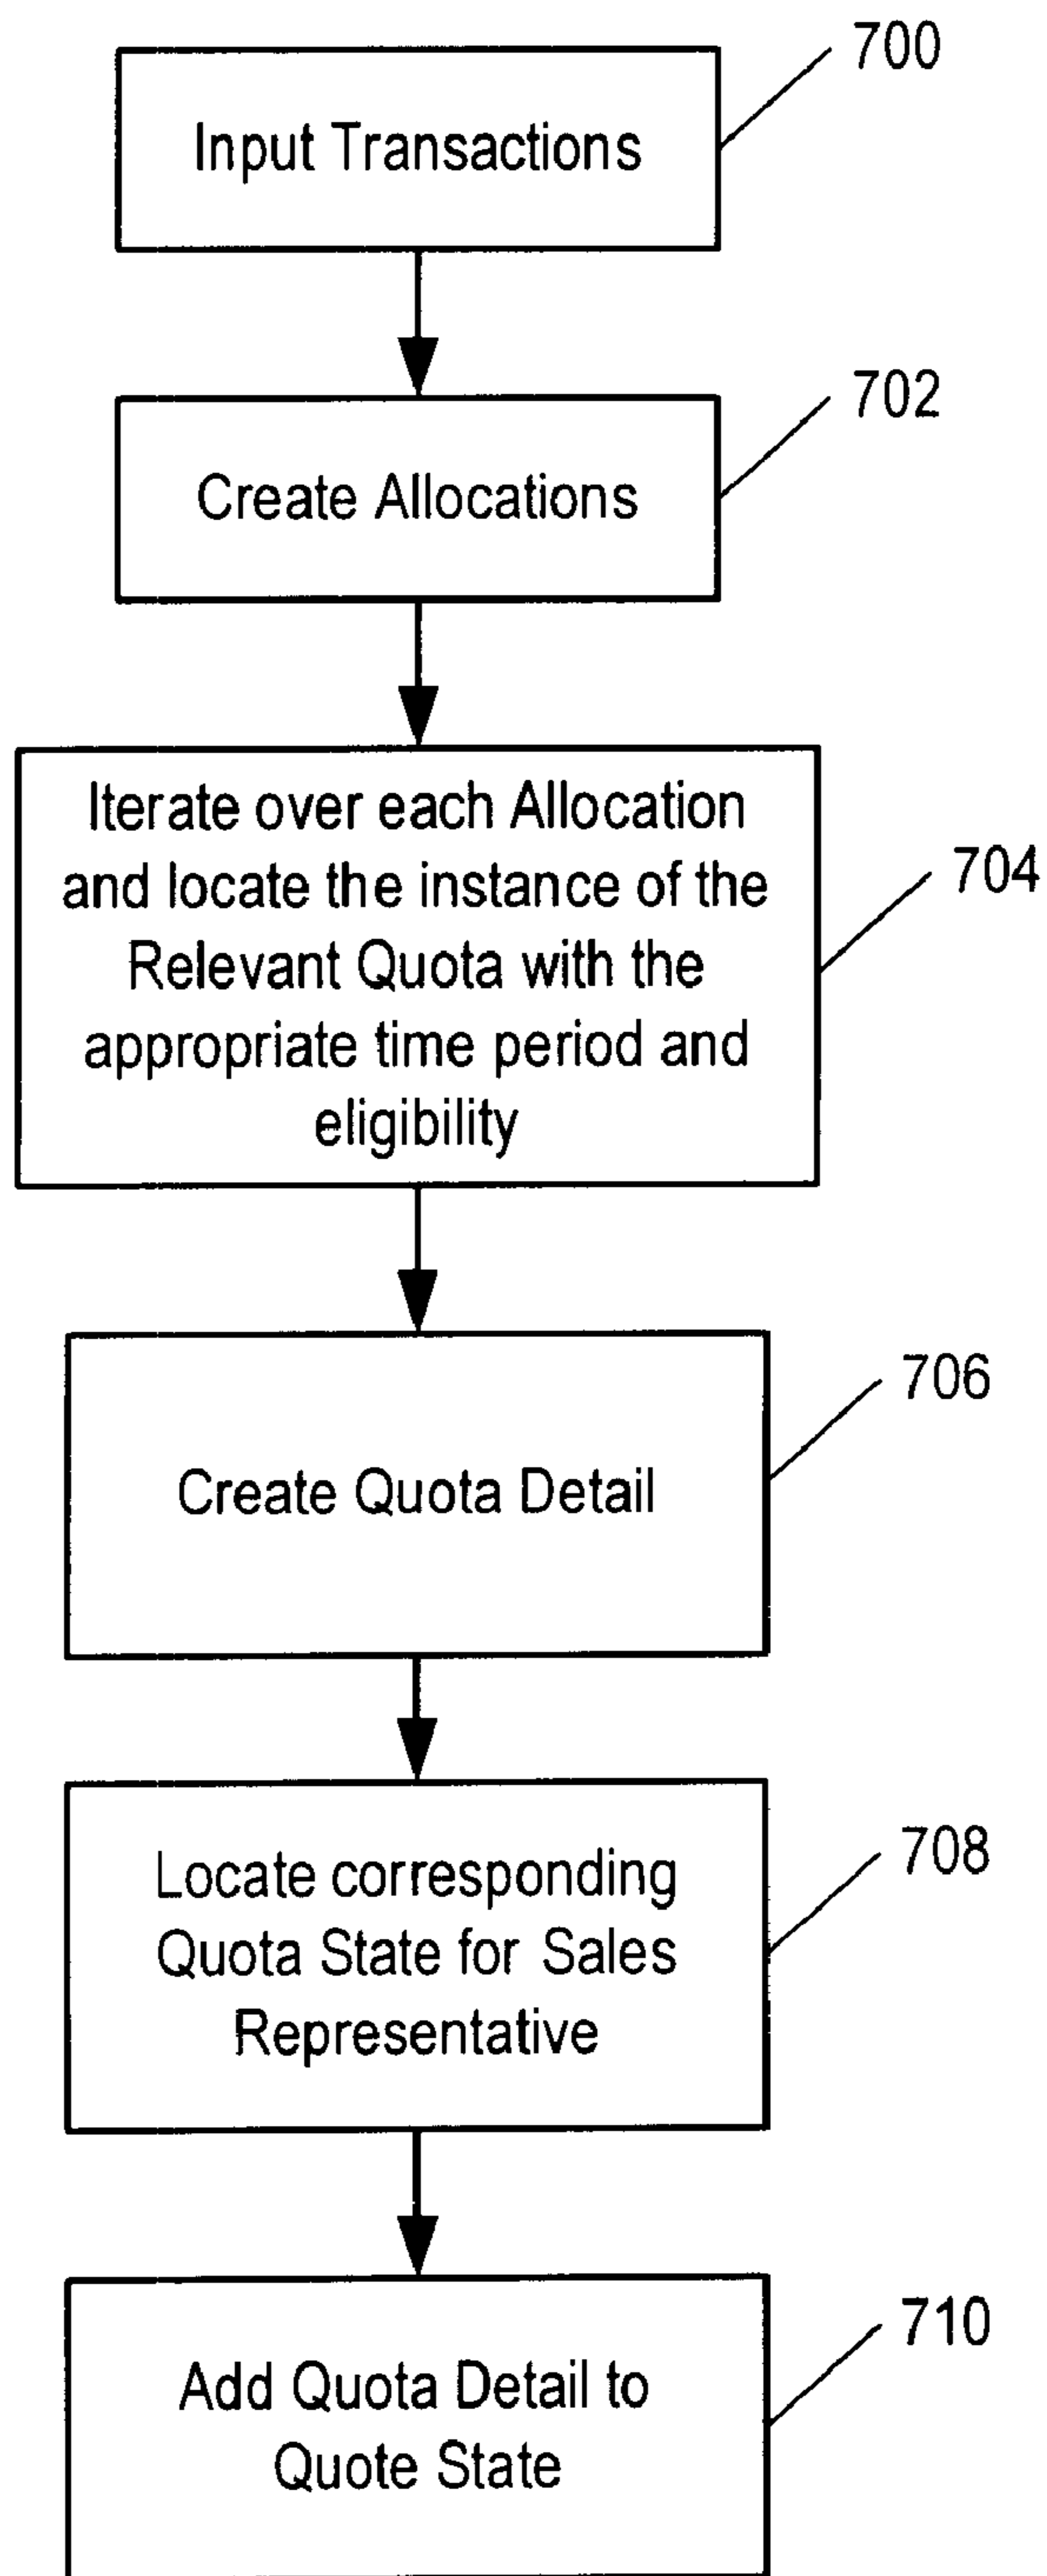 700
Input Transactions
702
Create Allocations
Iterate over each Allocation
and locate the instance of the
Relevant Quota with the
appropriate time period and
eligibility
704
706
Create Quota Detail
708
Locate corresponding
Quota State for Sales
Representative
710
Add Quota Detail to
Quote State